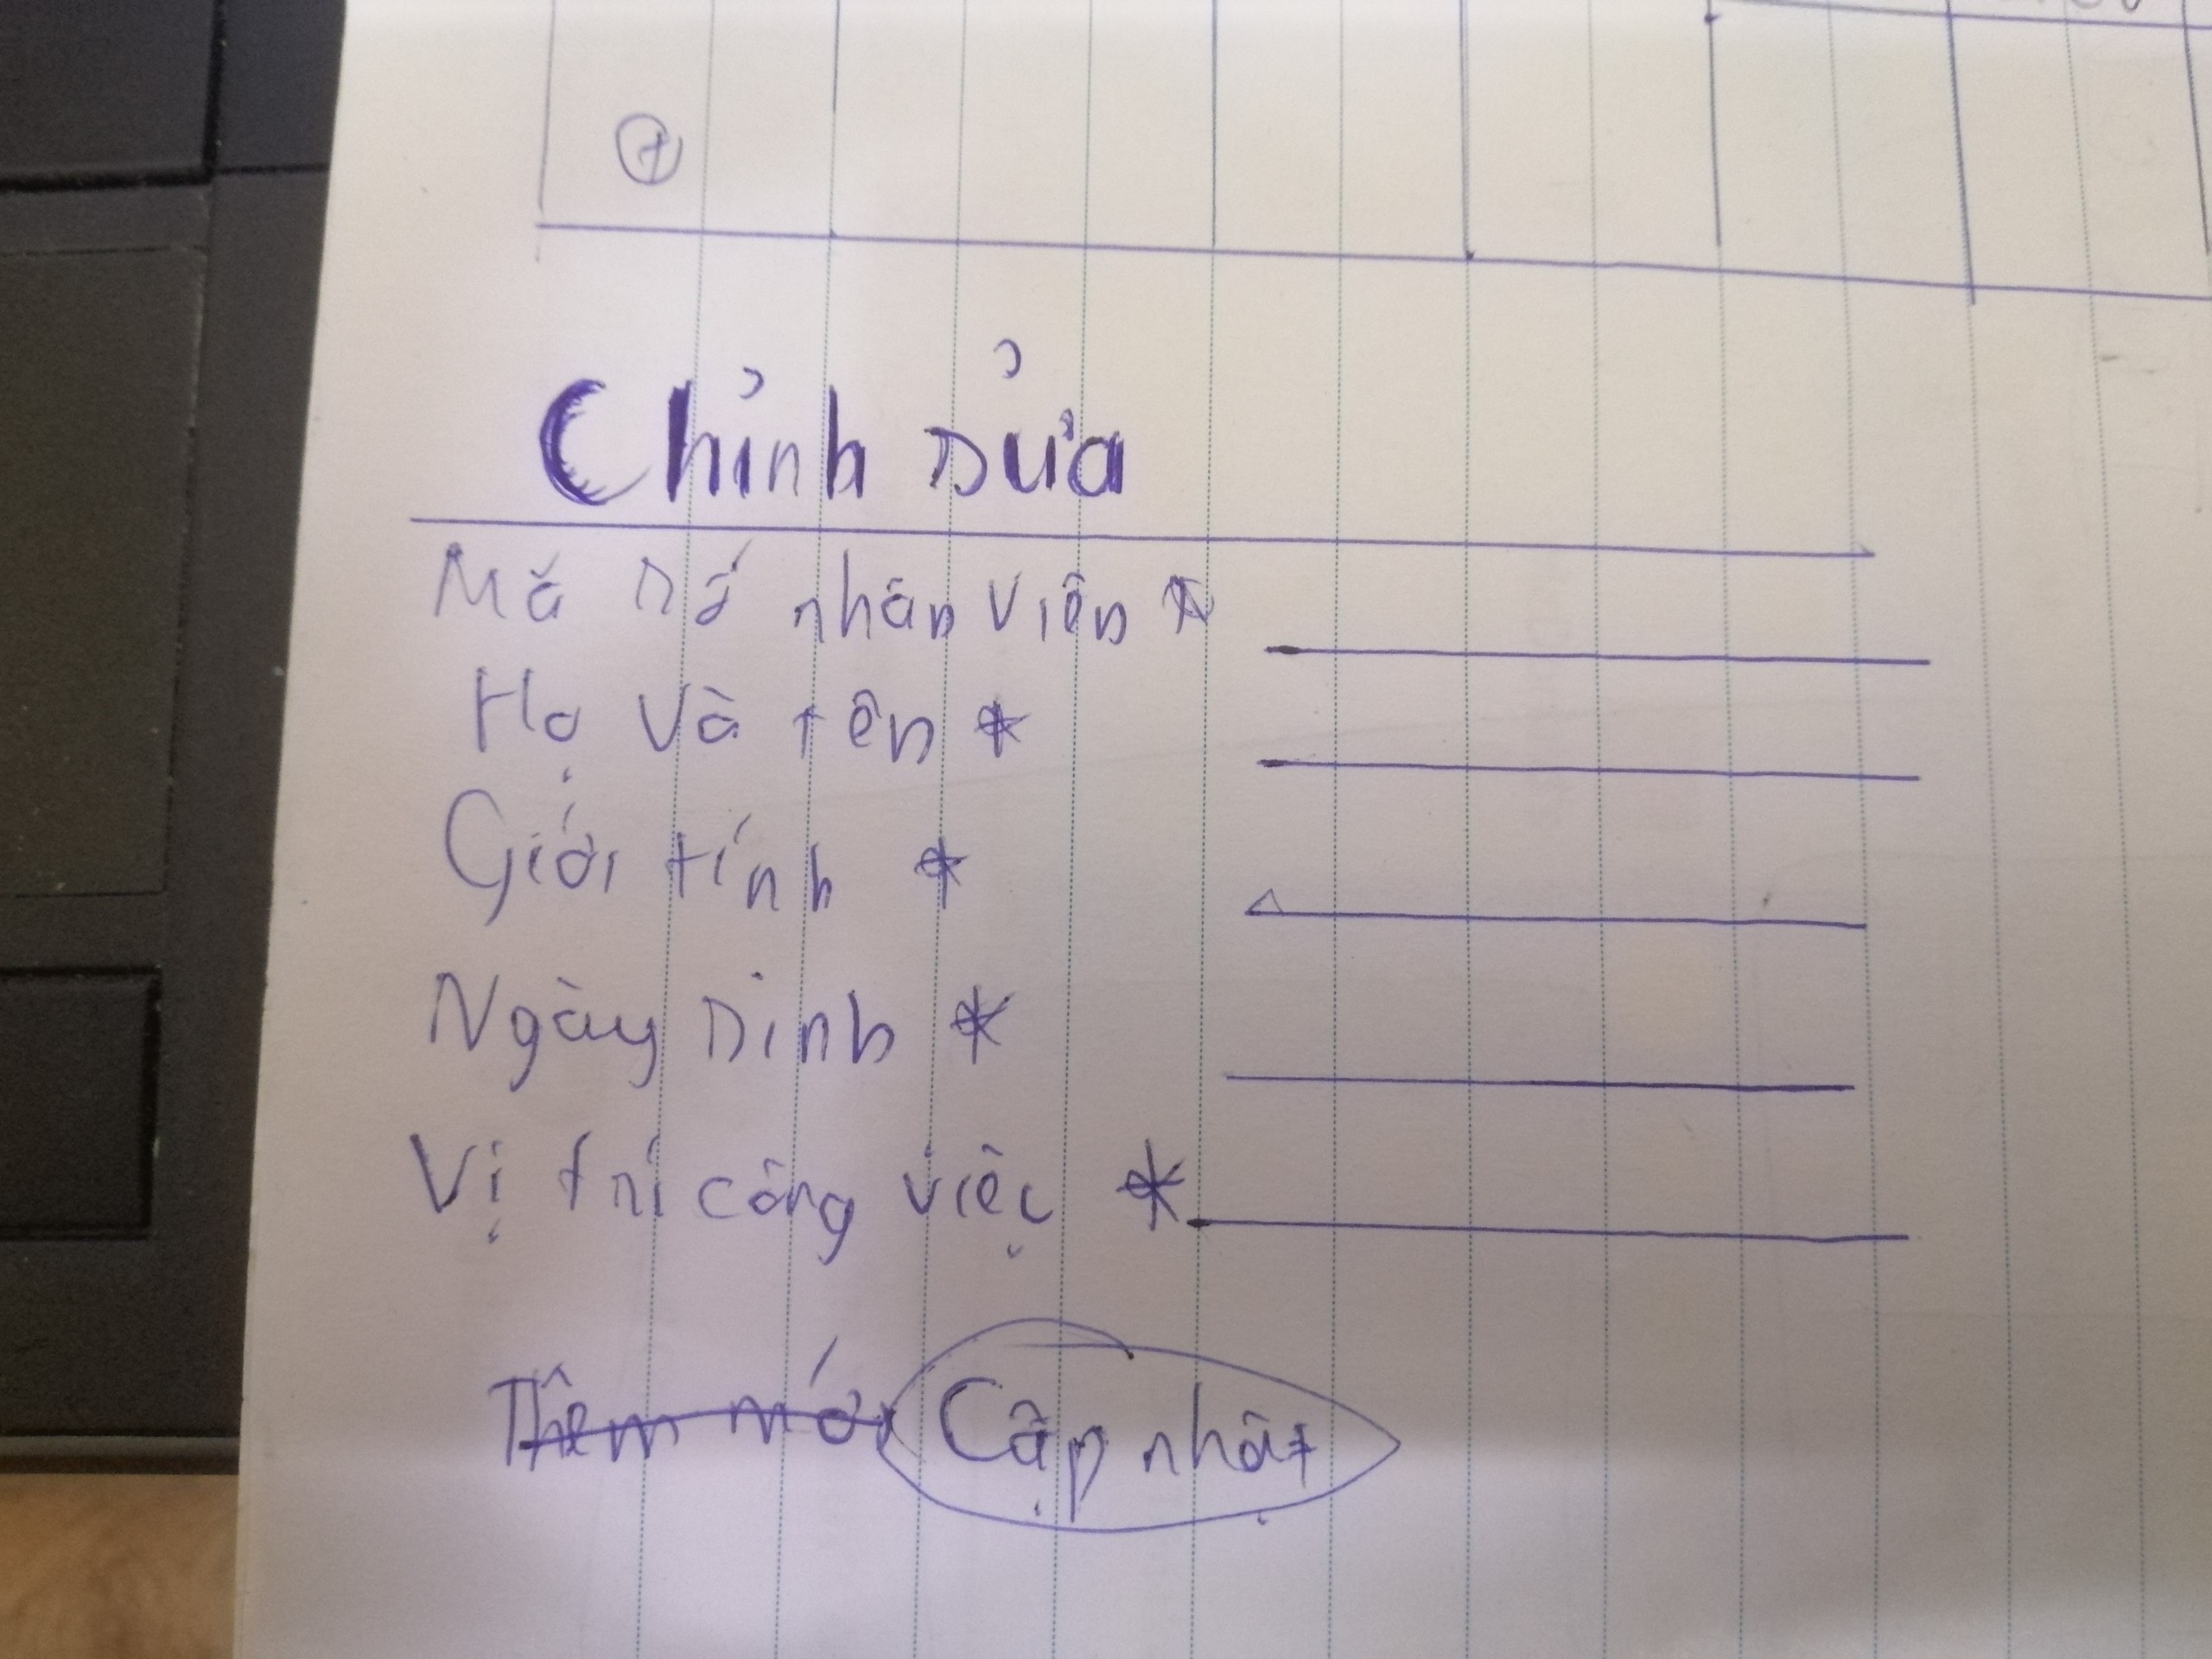 +
Chỉnh sửa
Mã số nhân viên *
Họ và tên *
Giới tính *
Ngày sinh *
Vị trí công việc *
Thêm mới Cập nhật